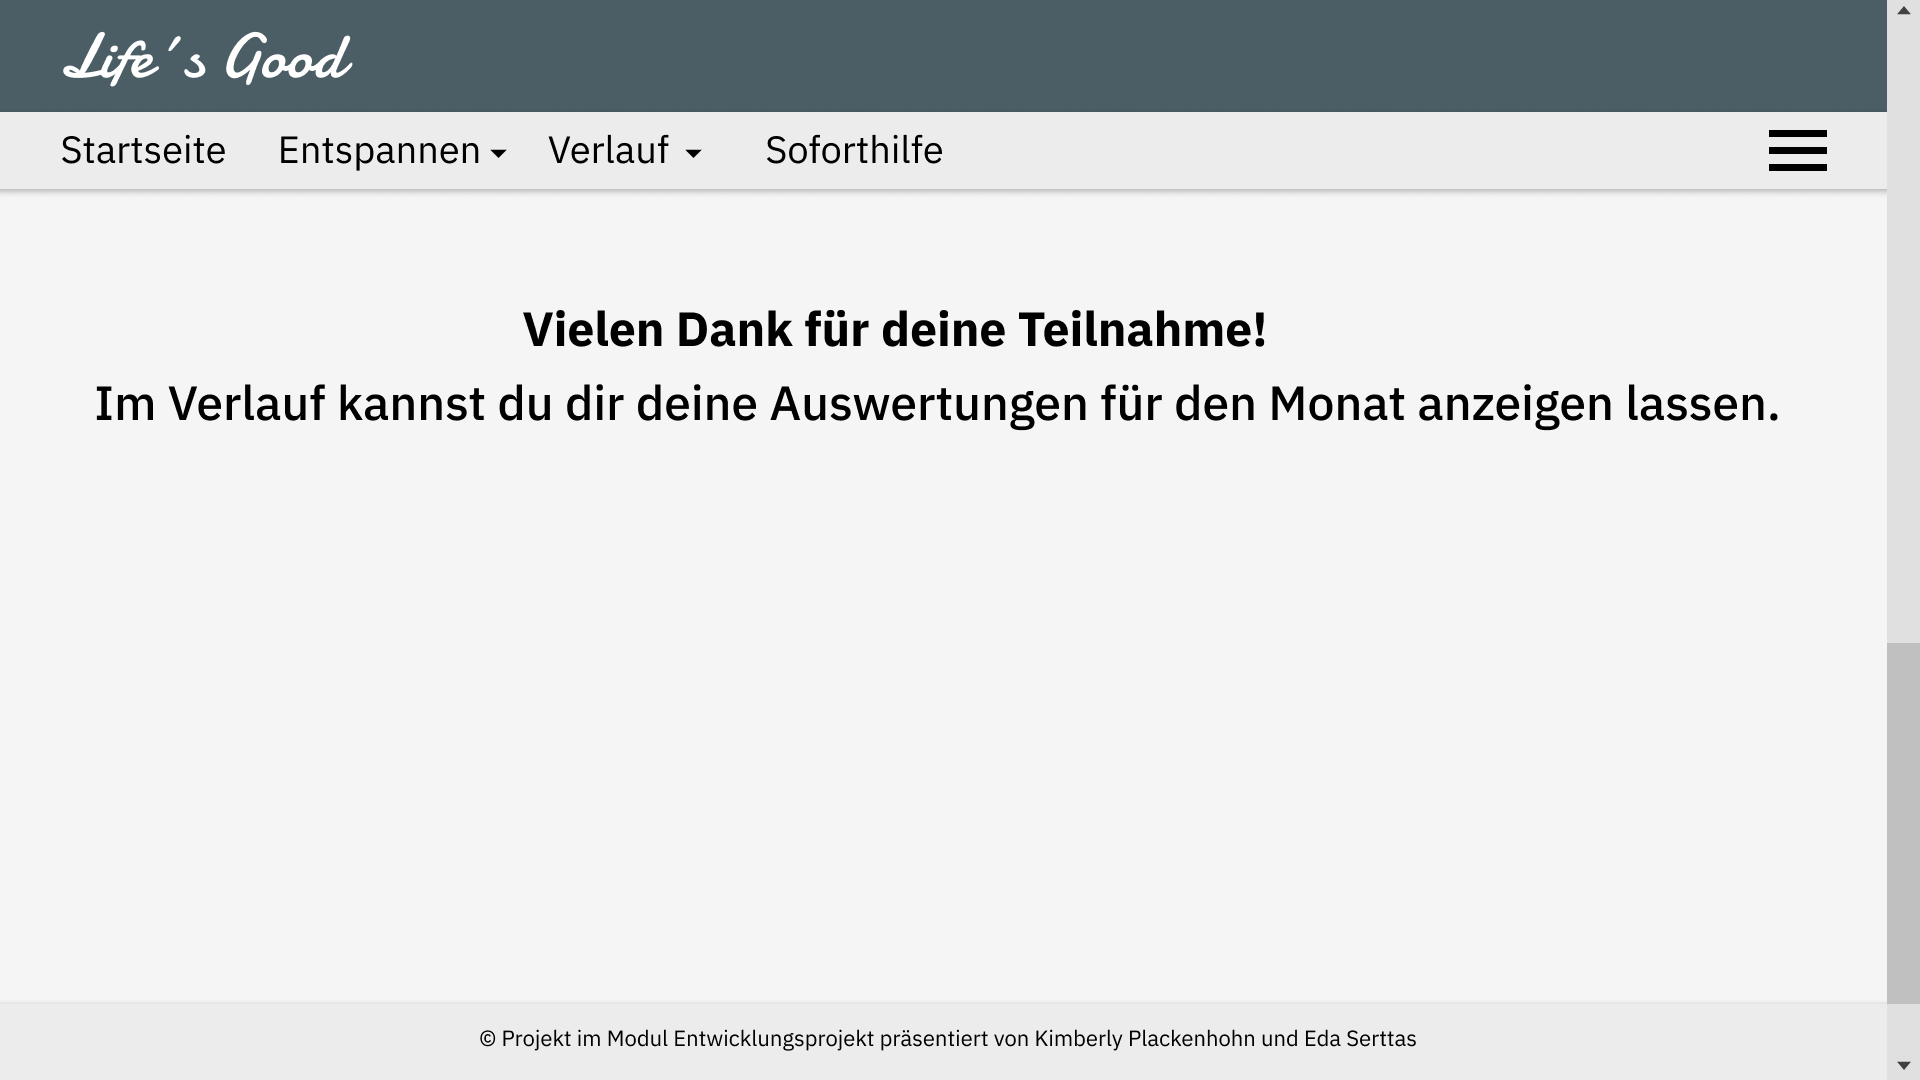 Life´s Good
Startseite Entspannen Verlauf Soforthilfe
Vielen Dank für deine Teilnahme!
Im Verlauf kannst du dir deine Auswertungen für den Monat anzeigen lassen.
© Projekt im Modul Entwicklungsprojekt präsentiert von Kimberly Plackenhohn und Eda Serttas